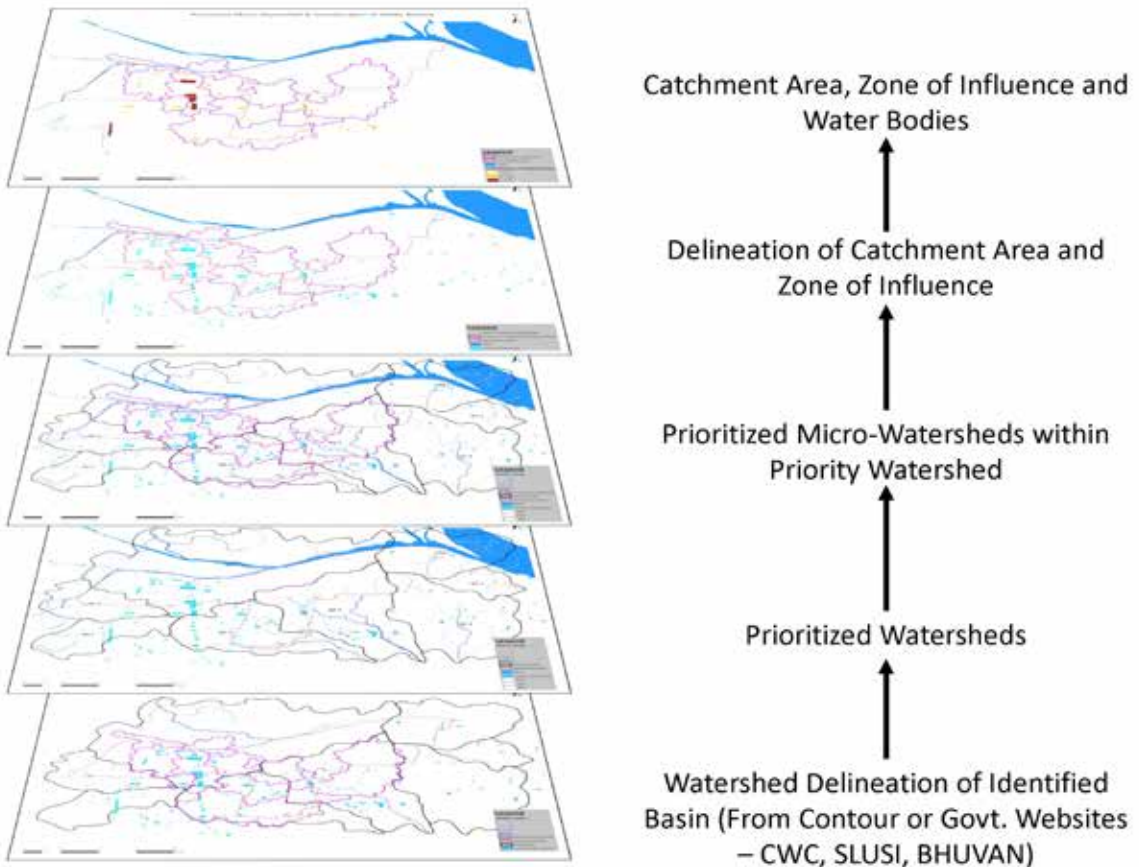 Catchment Area, Zone of Influence and
Water Bodies
Delineation of Catchment Area and
Zone of Influence
Prioritized Micro-Watersheds within
Priority Watershed
Prioritized Watersheds
Watershed Delineation of Identified
Basin (From Contour or Govt. Websites
– CWC, SLUSI, BHUVAN)